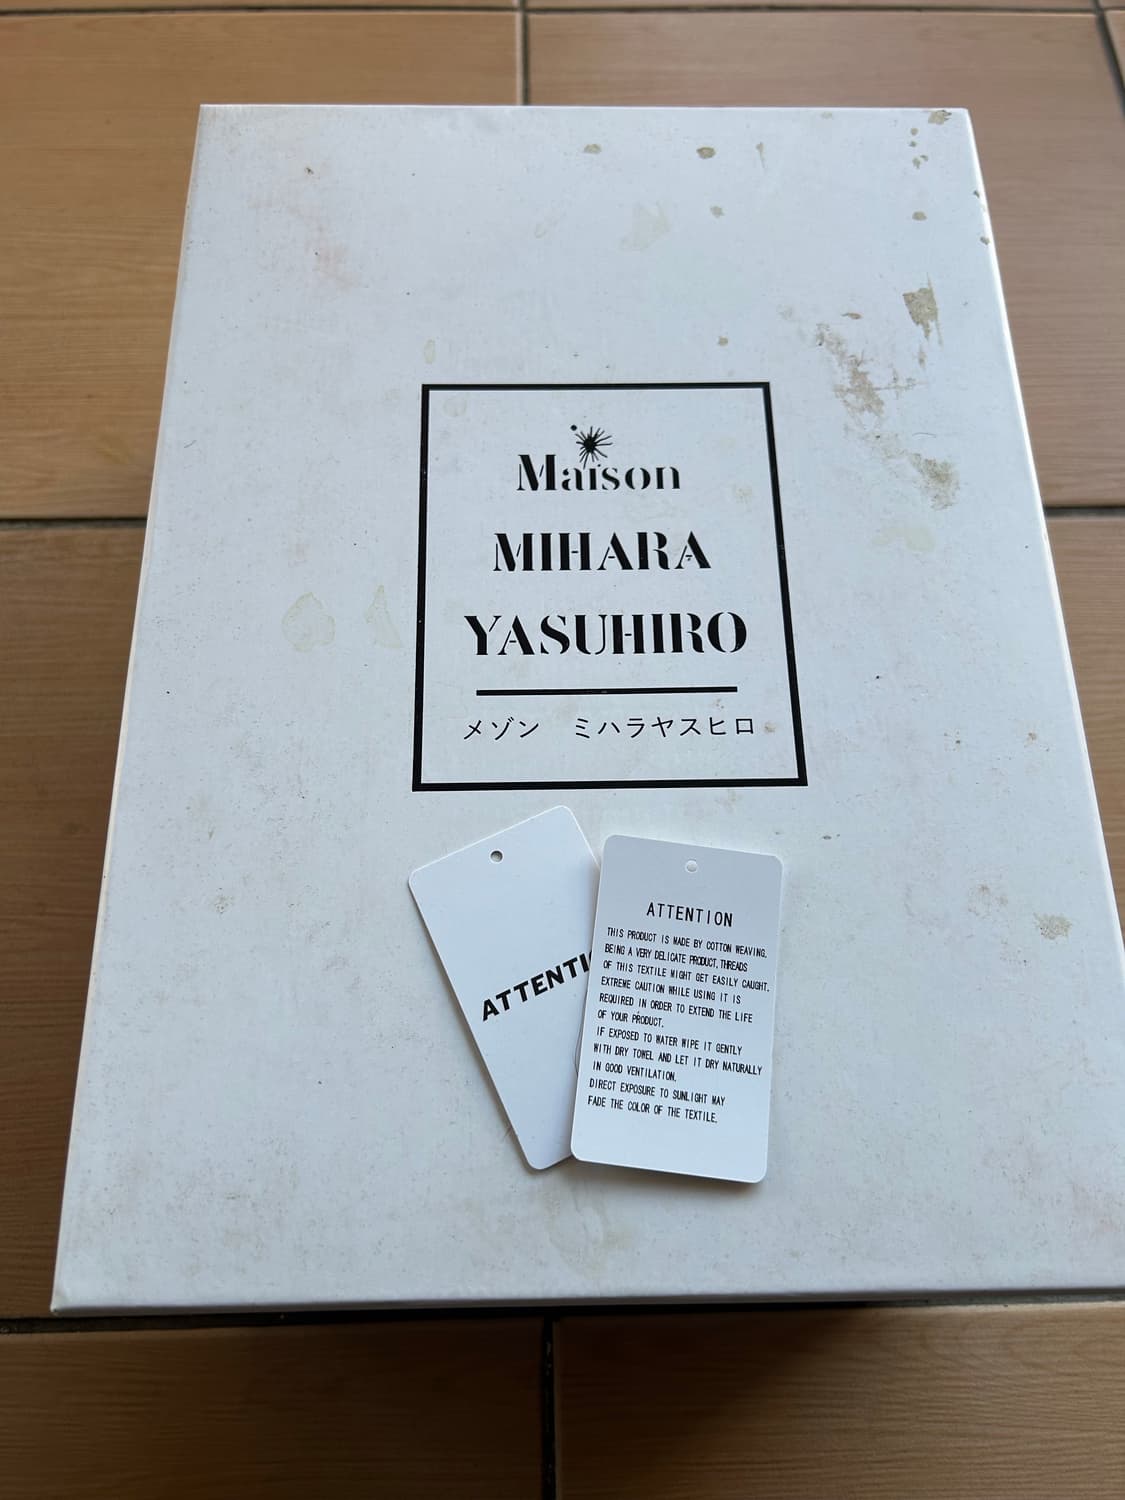 Maison
MIHARA
YASUHIRO
メゾン ミハラヤスヒロ
ATTENTION
THIS PRODUCT IS MADE BY COTTON WEAVING.
BEING A VERY DELICATE PRODUCT, THREADS
OF THIS TEXTILE MIGHT GET EASILY CAUGHT.
EXTREME CAUTION WHILE USING IT IS
REQUIRED IN ORDER TO EXTEND THE LIFE
OF YOUR PRODUCT.
IF EXPOSED TO WATER WIPE IT GENTLY
WITH DRY TOWEL AND LET IT DRY NATURALLY
IN GOOD VENTILATION.
DIRECT EXPOSURE TO SUNLIGHT MAY
FADE THE COLOR OF THE TEXTILE.